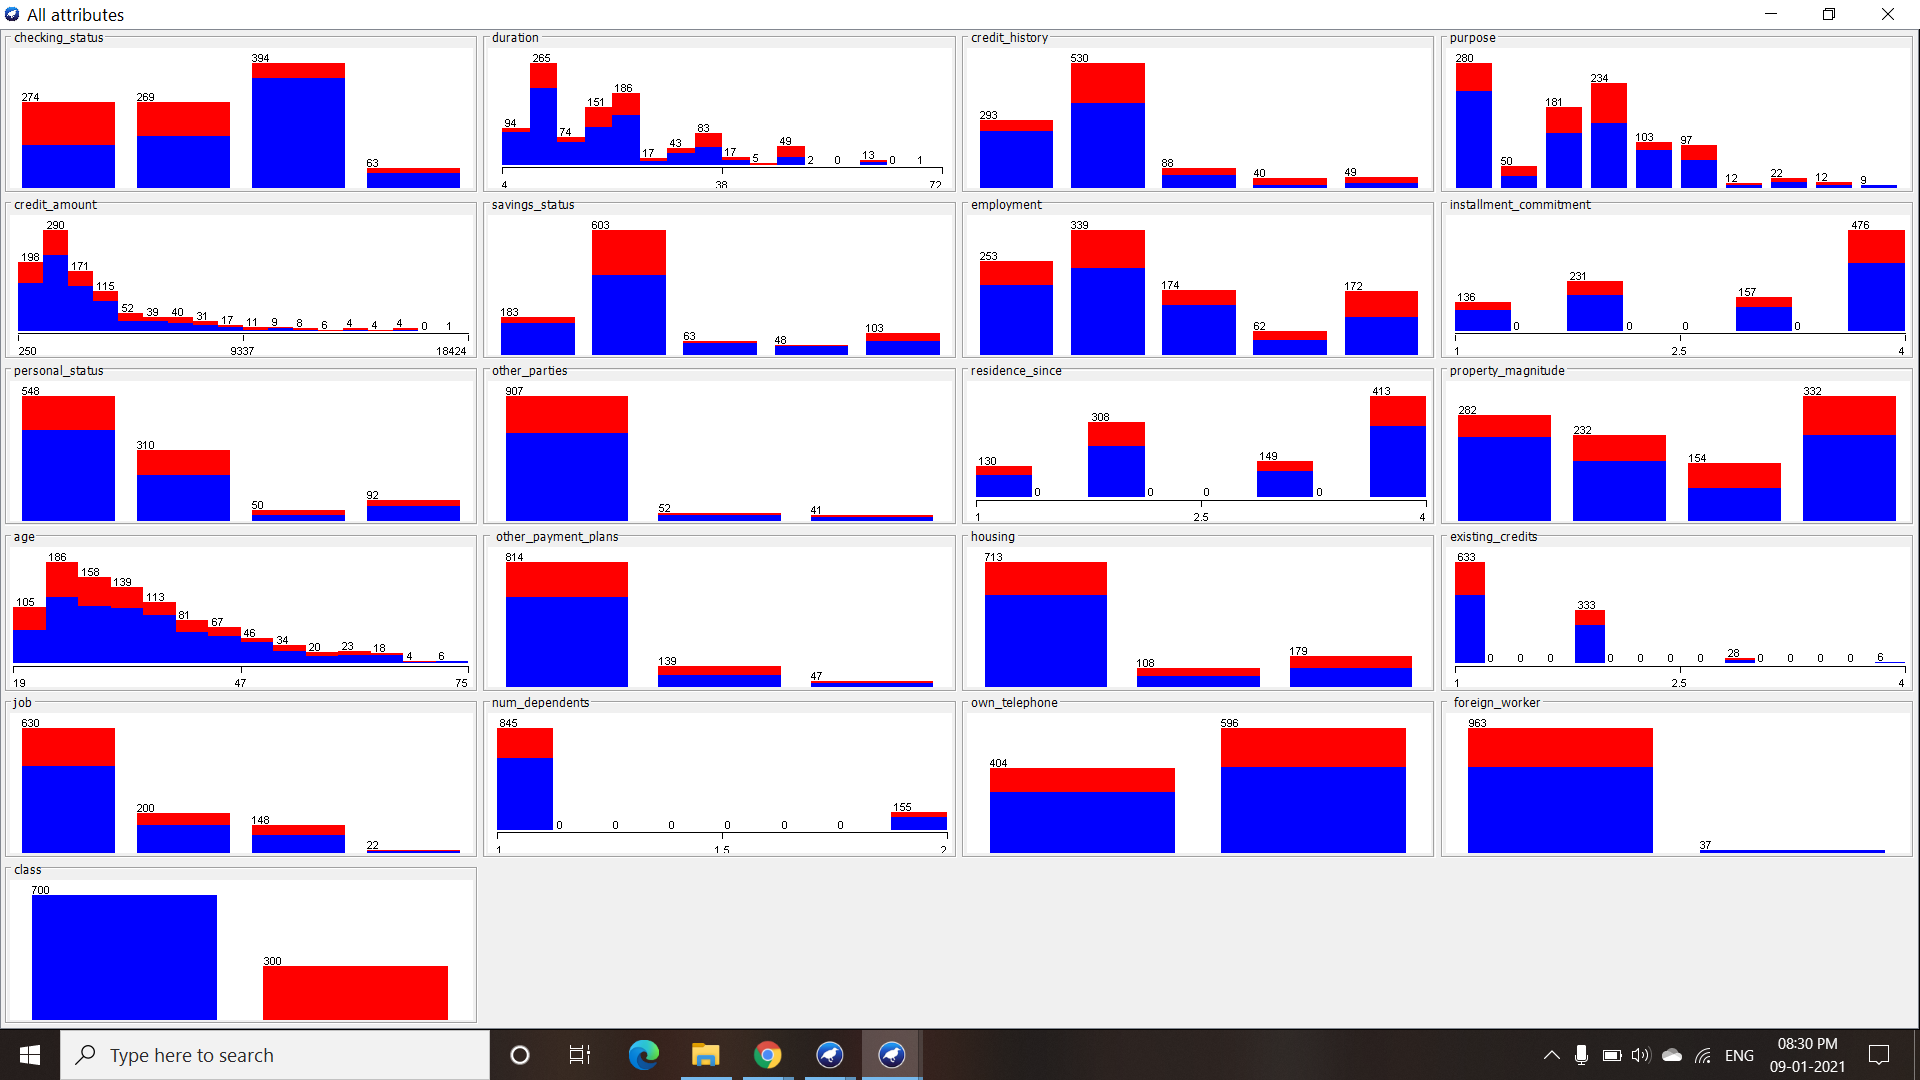 All attributes
checking_status
274 269 394 63
duration
94 265 74 151 186 17 43 83 17 5 49 2 0 13 0 1
4 38 72
credit_history
293 530 88 40 49
purpose
280 50 181 234 103 97 12 22 12 9
credit_amount
198 290 171 115 52 39 40 31 17 11 9 8 6 4 4 4 0 1
250 9337 18424
savings_status
183 603 63 48 103
employment
253 339 174 62 172
installment_commitment
136 0 231 0 0 157 0 476
1 2.5 4
personal_status
548 310 50 92
other_parties
907 52 41
residence_since
130 0 308 0 0 149 0 413
1 2.5 4
property_magnitude
282 232 154 332
age
105 186 158 139 113 81 67 46 34 20 23 18 4 6
19 47 75
other_payment_plans
814 139 47
housing
713 108 179
existing_credits
633 0 0 0 333 0 0 0 0 28 0 0 0 0 6
1 2.5 4
job
630 200 148 22
num_dependents
845 0 0 0 0 0 0 155
1 1.5 2
own_telephone
404 596
foreign_worker
963 37
class
700 300
Type here to search
ENG
08:30 PM
09-01-2021